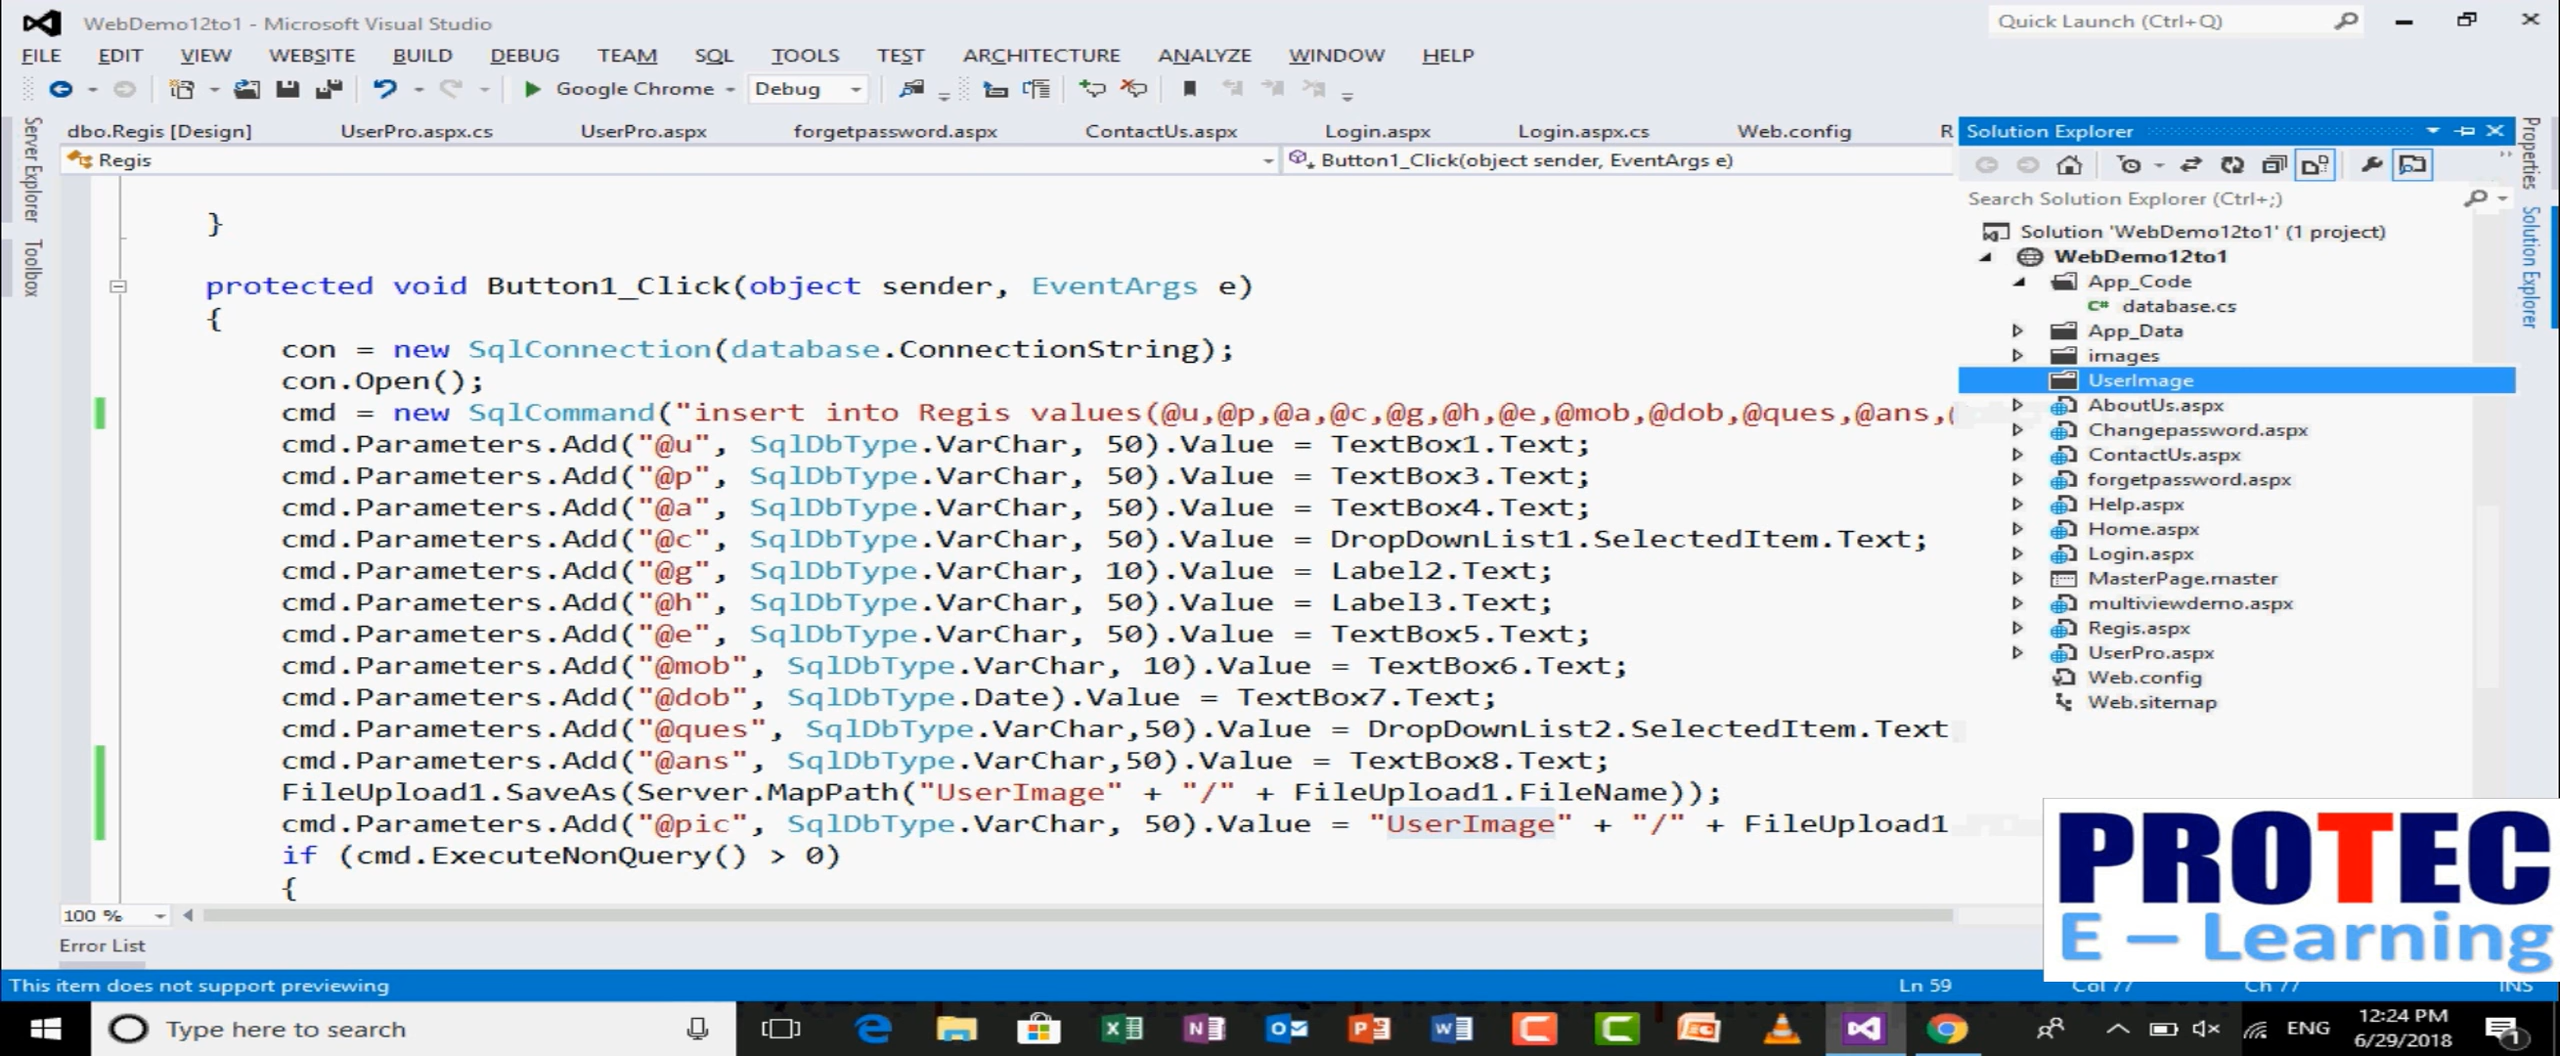 WebDemo12to1 - Microsoft Visual Studio
Quick Launch (Ctrl+Q)
FILE EDIT VIEW WEBSITE BUILD DEBUG TEAM SQL TOOLS TEST ARCHITECTURE ANALYZE WINDOW HELP
Google Chrome Debug
Server Explorer
Toolbox
dbo.Regis [Design] UserPro.aspx.cs UserPro.aspx forgetpassword.aspx ContactUs.aspx Login.aspx Login.aspx.cs Web.config R
Regis
Button1_Click(object sender, EventArgs e)
}
protected void Button1_Click(object sender, EventArgs e)
{
con = new SqlConnection(database.ConnectionString);
con.Open();
cmd = new SqlCommand("insert into Regis values(@u,@p,@a,@c,@g,@h,@e,@mob,@dob,@ques,@ans,
cmd.Parameters.Add("@u", SqlDbType.VarChar, 50).Value = TextBox1.Text;
cmd.Parameters.Add("@p", SqlDbType.VarChar, 50).Value = TextBox3.Text;
cmd.Parameters.Add("@a", SqlDbType.VarChar, 50).Value = TextBox4.Text;
cmd.Parameters.Add("@c", SqlDbType.VarChar, 50).Value = DropDownList1.SelectedItem.Text;
cmd.Parameters.Add("@g", SqlDbType.VarChar, 10).Value = Label2.Text;
cmd.Parameters.Add("@h", SqlDbType.VarChar, 50).Value = Label3.Text;
cmd.Parameters.Add("@e", SqlDbType.VarChar, 50).Value = TextBox5.Text;
cmd.Parameters.Add("@mob", SqlDbType.VarChar, 10).Value = TextBox6.Text;
cmd.Parameters.Add("@dob", SqlDbType.Date).Value = TextBox7.Text;
cmd.Parameters.Add("@ques", SqlDbType.VarChar,50).Value = DropDownList2.SelectedItem.Text
cmd.Parameters.Add("@ans", SqlDbType.VarChar,50).Value = TextBox8.Text;
FileUpload1.SaveAs(Server.MapPath("UserImage" + "/" + FileUpload1.FileName));
cmd.Parameters.Add("@pic", SqlDbType.VarChar, 50).Value = "UserImage" + "/" + FileUpload1
if (cmd.ExecuteNonQuery() > 0)
{
100 %
Error List
Solution Explorer
Search Solution Explorer (Ctrl+;)
Solution 'WebDemo12to1' (1 project)
WebDemo12to1
App_Code
C# database.cs
App_Data
images
UserImage
AboutUs.aspx
Changepassword.aspx
ContactUs.aspx
forgetpassword.aspx
Help.aspx
Home.aspx
Login.aspx
MasterPage.master
multiviewdemo.aspx
Regis.aspx
UserPro.aspx
Web.config
Web.sitemap
Properties
Solution Explorer
PROTEC
E – Learning
This item does not support previewing
Ln 59 Col 77 Ch 77 INS
Type here to search
ENG
12:24 PM
6/29/2018
1